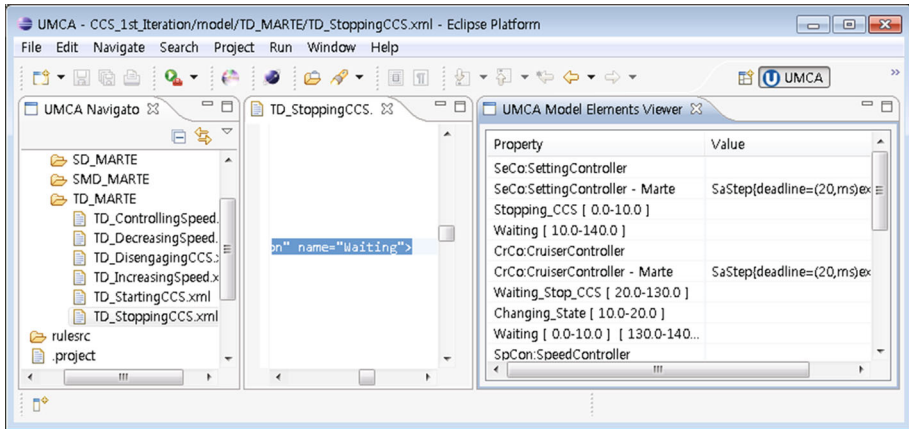 UMCA - CCS_1st_Iteration/model/TD_MARTE/TD_StoppingCCS.xml - Eclipse Platform
File Edit Navigate Search Project Run Window Help
UMCA
UMCA Navigato
SD_MARTE
SMD_MARTE
TD_MARTE
TD_ControllingSpeed.
TD_DecreasingSpeed.
TD_DisengagingCCS.
TD_IncreasingSpeed.x
TD_StartingCCS.xml
TD_StoppingCCS.xml
rulesrc
.project
TD_StoppingCCS.
on" name="Waiting">
UMCA Model Elements Viewer
Property Value
SeCo:SettingController
SeCo:SettingController - Marte SaStep{deadline=(20,ms)ex
Stopping_CCS [ 0.0-10.0 ]
Waiting [ 10.0-140.0 ]
CrCo:CruiserController
CrCo:CruiserController - Marte SaStep{deadline=(20,ms)ex
Waiting_Stop_CCS [ 20.0-130.0 ]
Changing_State [ 10.0-20.0 ]
Waiting [ 0.0-10.0 ] [ 130.0-140...
SpCon:SpeedController